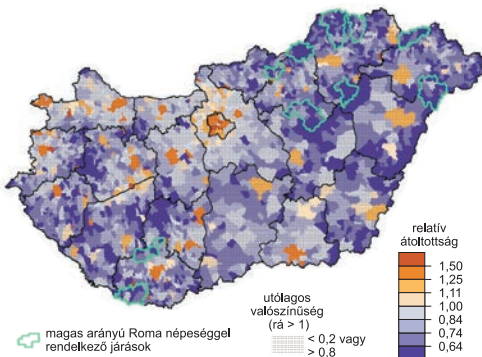 relatív
átoltottság
1,50
1,25
1,11
1,00
0,84
0,74
0,64
utólagos
valószínűség
(rá > 1)
< 0,2 vagy
> 0.8
magas arányú Roma népeséggel
rendelkező járások